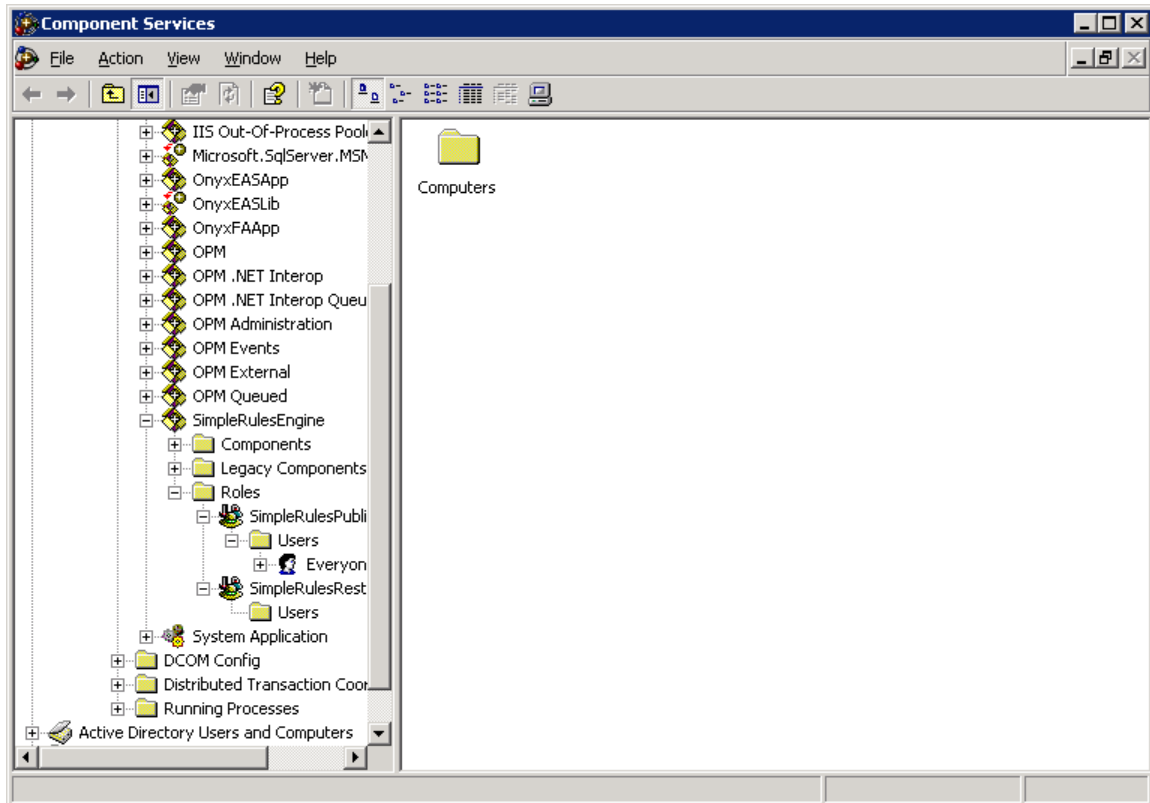 Component Services
File Action View Window Help
IIS Out-Of-Process Pool
Microsoft.SqlServer.MSM
OnyxEASApp
OnyxEASLib
OnyxFAApp
OPM
OPM .NET Interop
OPM .NET Interop Queu
OPM Administration
OPM Events
OPM External
OPM Queued
SimpleRulesEngine
Components
Legacy Components
Roles
SimpleRulesPubli
Users
Everyon
SimpleRulesRest
Users
System Application
DCOM Config
Distributed Transaction Coor
Running Processes
Active Directory Users and Computers
Computers